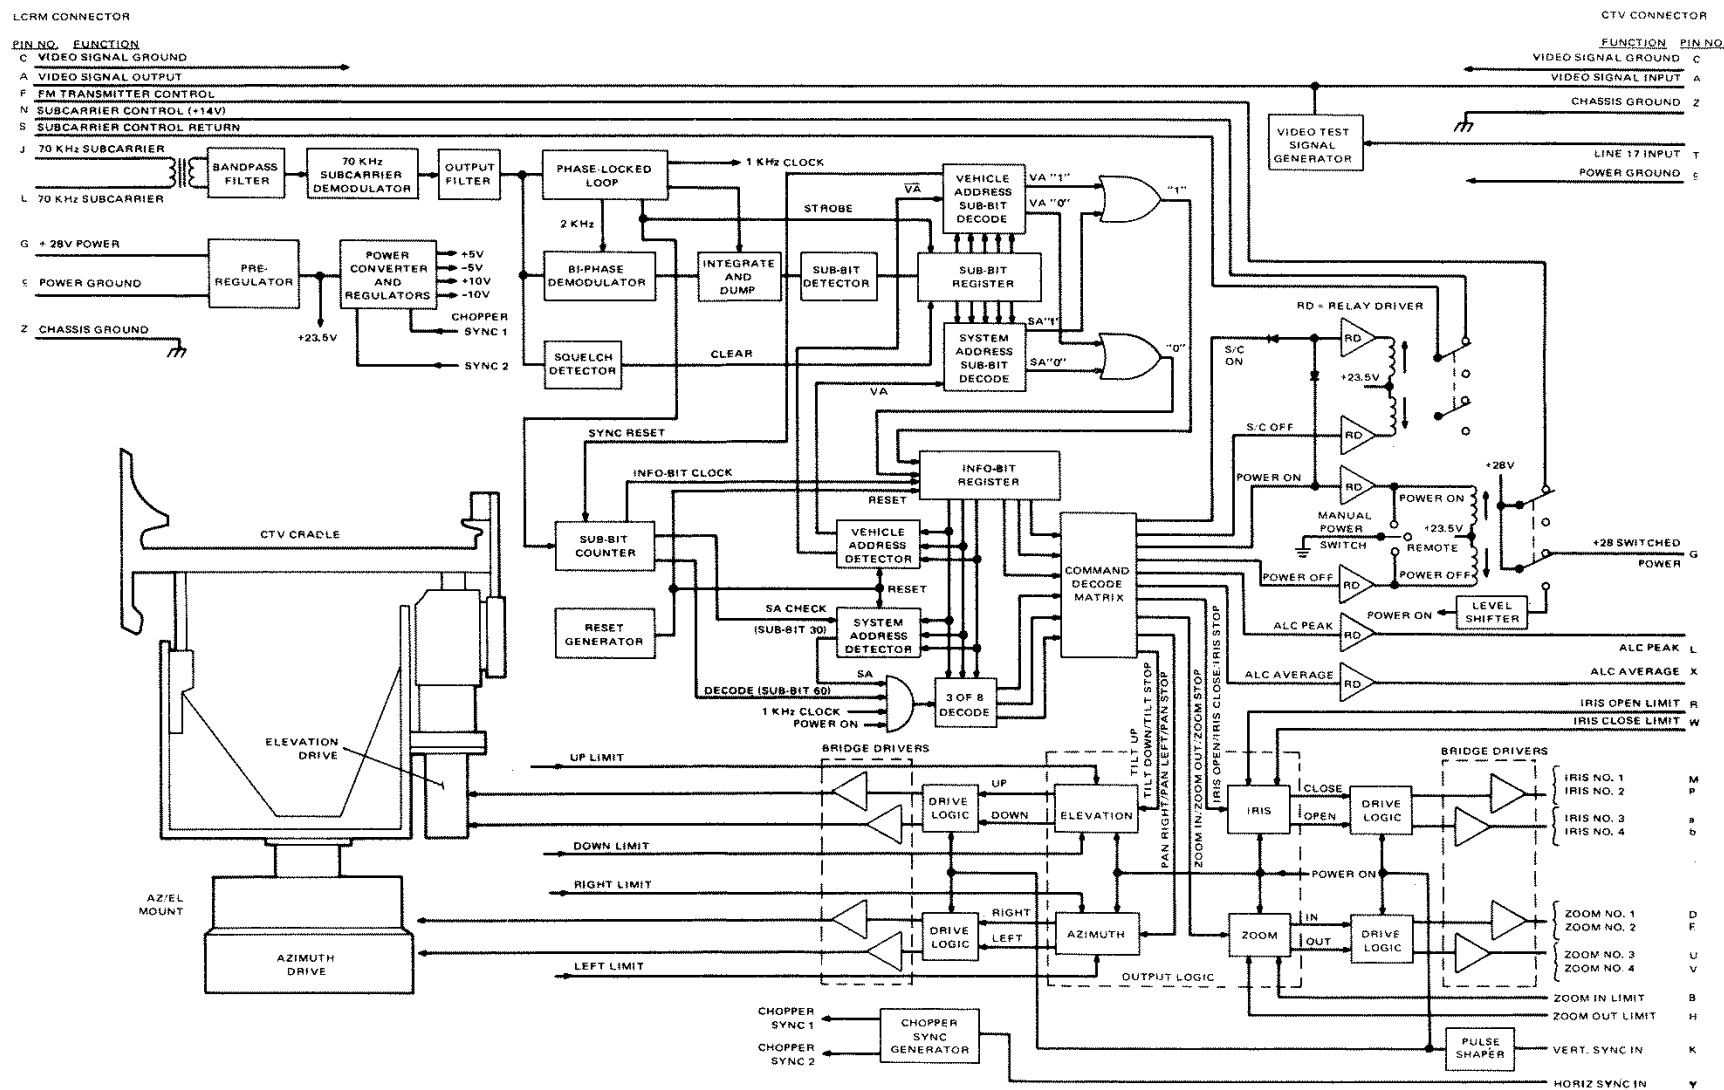 LCRM CONNECTOR
CTV CONNECTOR
PIN NO. FUNCTION
FUNCTION PIN NO
C VIDEO SIGNAL GROUND
A VIDEO SIGNAL OUTPUT
F FM TRANSMITTER CONTROL
N SUBCARRIER CONTROL (+14V)
S SUBCARRIER CONTROL RETURN
J 70 KHz SUBCARRIER
L 70 KHz SUBCARRIER
G + 28V POWER
POWER GROUND
Z CHASSIS GROUND
VIDEO SIGNAL GROUND C
VIDEO SIGNAL INPUT A
CHASSIS GROUND Z
LINE 17 INPUT T
POWER GROUND
VIDEO TEST
SIGNAL
GENERATOR
BANDPASS
FILTER
70 KHz
SUBCARRIER
DEMODULATOR
OUTPUT
FILTER
PHASE-LOCKED
LOOP
1 KHz CLOCK
2 KHz
STROBE
VA
VEHICLE
ADDRESS
SUB-BIT
DECODE
VA "1"
VA "0"
"1"
PRE-
REGULATOR
+23.5V
POWER
CONVERTER
AND
REGULATORS
+5V
-5V
+10V
-10V
CHOPPER
SYNC 1
SYNC 2
BI-PHASE
DEMODULATOR
INTEGRATE
AND
DUMP
SUB-BIT
DETECTOR
SUB-BIT
REGISTER
SQUELCH
DETECTOR
CLEAR
VA
SYSTEM
ADDRESS
SUB-BIT
DECODE
SA"1"
SA"0"
"0"
RD = RELAY DRIVER
S/C
ON
RD
+23.5V
S/C OFF
RD
POWER ON
RD
POWER ON
+28V
MANUAL
POWER
SWITCH
REMOTE
+23.5V
POWER OFF
RD
POWER OFF
+28 SWITCHED
POWER
G
POWER ON
LEVEL
SHIFTER
ALC PEAK
RD
ALC PEAK L
ALC AVERAGE
RD
ALC AVERAGE X
SYNC RESET
INFO-BIT CLOCK
RESET
INFO-BIT
REGISTER
SUB-BIT
COUNTER
VEHICLE
ADDRESS
DETECTOR
RESET
RESET
GENERATOR
SA CHECK
(SUB-BIT 30)
SYSTEM
ADDRESS
DETECTOR
SA
DECODE (SUB-BIT 60)
1 KHz CLOCK
POWER ON
3 OF 8
DECODE
COMMAND
DECODE
MATRIX
TILT UP
TILT DOWN/TILT STOP
PAN RIGHT/PAN LEFT/PAN STOP
ZOOM IN/ZOOM OUT/ZOOM STOP
IRIS OPEN/IRIS CLOSE/IRIS STOP
CTV CRADLE
ELEVATION
DRIVE
AZ/EL
MOUNT
AZIMUTH
DRIVE
IRIS OPEN LIMIT R
IRIS CLOSE LIMIT W
BRIDGE DRIVERS
UP LIMIT
DRIVE
LOGIC
UP
DOWN
ELEVATION
DOWN LIMIT
RIGHT LIMIT
DRIVE
LOGIC
RIGHT
LEFT
AZIMUTH
LEFT LIMIT
OUTPUT LOGIC
IRIS
CLOSE
OPEN
DRIVE
LOGIC
POWER ON
ZOOM
IN
OUT
DRIVE
LOGIC
BRIDGE DRIVERS
IRIS NO. 1 M
IRIS NO. 2 P
IRIS NO. 3 a
IRIS NO. 4 b
ZOOM NO. 1 D
ZOOM NO. 2 E
ZOOM NO. 3 U
ZOOM NO. 4 V
ZOOM IN LIMIT B
ZOOM OUT LIMIT H
CHOPPER
SYNC 1
CHOPPER
SYNC 2
CHOPPER
SYNC
GENERATOR
PULSE
SHAPER
VERT. SYNC IN K
HORIZ SYNC IN Y